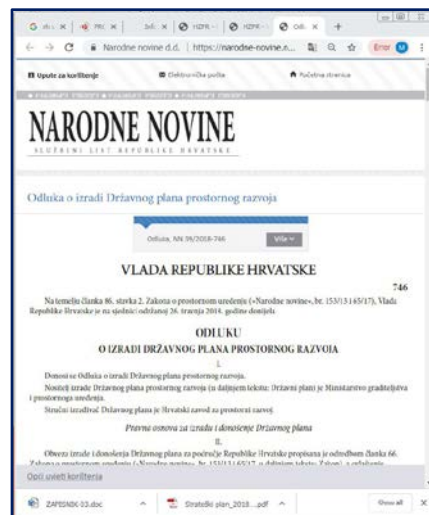 Narodne novine d.d. | https://narodne-novine.n...
Error
Upute za korištenje
Elektronička pošta
Početna stranica
NARODNE NOVINE
SLUŽBENI LIST REPUBLIKE HRVATSKE
Odluka o izradi Državnog plana prostornog razvoja
Odluka, NN 39/2018-746
Više
VLADA REPUBLIKE HRVATSKE
746
Na temelju članka 86. stavka 2. Zakona o prostornom uređenju (»Narodne novine«, br. 153/13 i 65/17), Vlada
Republike Hrvatske je na sjednici održanoj 26. travnja 2018. godine donijela
ODLUKU
O IZRADI DRŽAVNOG PLANA PROSTORNOG RAZVOJA
I.
Donosi se Odluka o izradi Državnog plana prostornog razvoja.
Nositelj izrade Državnog plana prostornog razvoja (u daljnjem tekstu: Državni plan) je Ministarstvo graditeljstva
i prostornoga uređenja.
Stručni izrađivač Državnog plana je Hrvatski zavod za prostorni razvoj.
Pravna osnova za izradu i donošenje Državnog plana
II.
Obveza izrade i donošenja Državnog plana za područje Republike Hrvatske propisana je odredbom članka 66.
Opći uvjeti korištenja
ZAPISNIK-33.doc
Strateški plan_2018....pdf
Show all